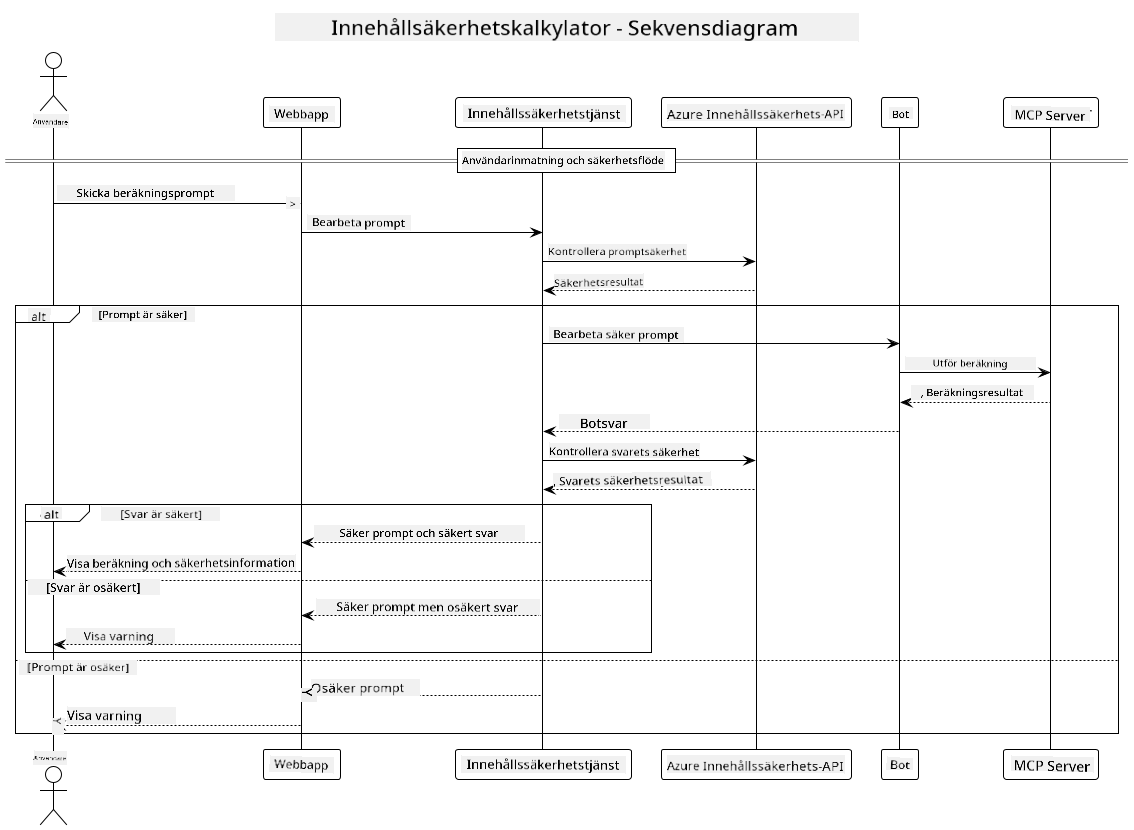 Innehållsäkerhetskalkylator - Sekvensdiagram
Användare
Webbapp
Innehållssäkerhetstjänst
Azure Innehållssäkerhets-API
Bot
MCP Server
Användarinmatning och säkerhetsflöde
Skicka beräkningsprompt
>
Bearbeta prompt
Kontrollera promptsäkerhet
Säkerhetsresultat
alt
[Prompt är säker]
Bearbeta säker prompt
Utför beräkning
, Beräkningsresultat
Botsvar
Kontrollera svarets säkerhet
Svarets säkerhetsresultat
alt
[Svar är säkert]
Säker prompt och säkert svar
Visa beräkning och säkerhetsinformation
[Svar är osäkert]
Säker prompt men osäkert svar
Visa varning
[Prompt är osäker]
Osäker prompt
Visa varning
Användare
Webbapp
Innehållssäkerhetstjänst
Azure Innehållssäkerhets-API
Bot
MCP Server